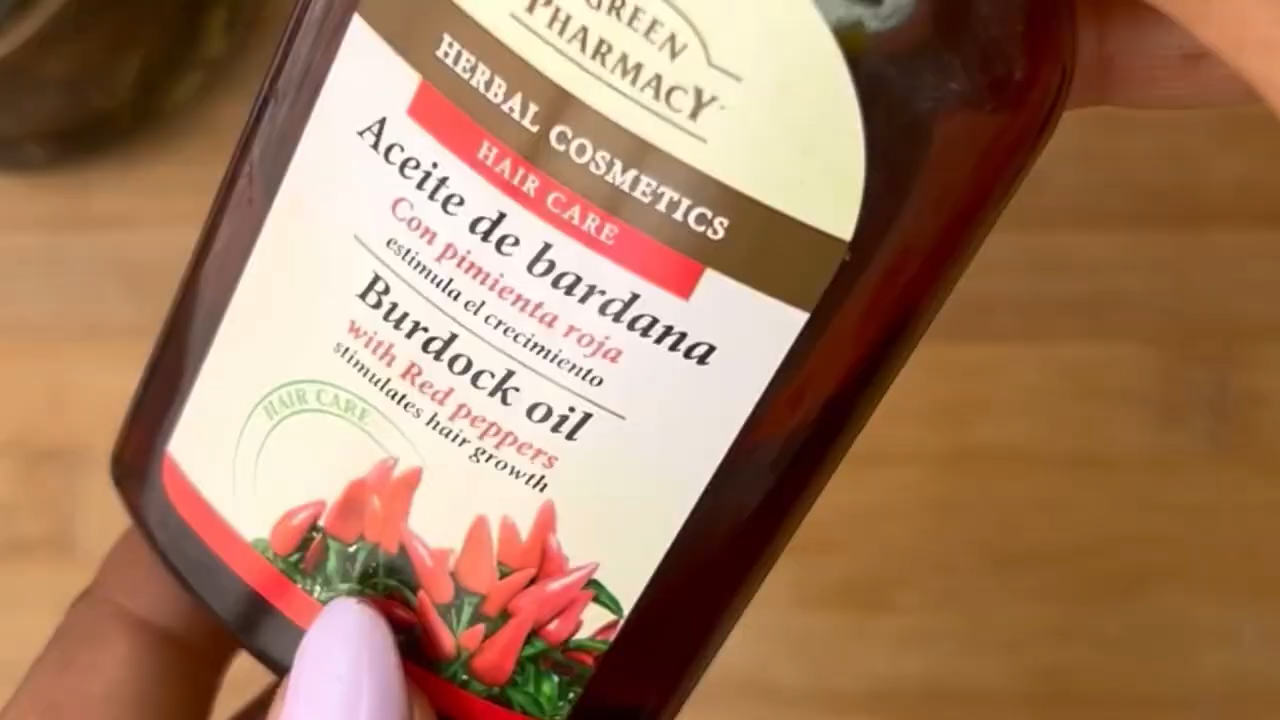 GREEN
PHARMACY
HERBAL COSMETICS
HAIR CARE
Aceite de bardana
Con pimienta roja
estimula el crecimiento
Burdock oil
with Red peppers
stimulates hair growth
HAIR CARE